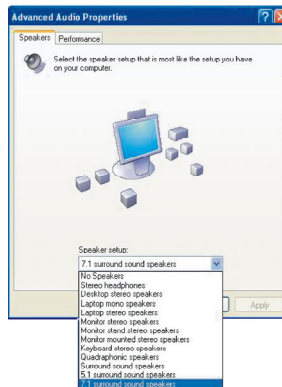 Advanced Audio Properties
Speakers Performance
Select the speaker setup that is most like the setup you have
on your computer.
Speaker setup:
7.1 surround sound speakers
No Speakers
Stereo headphones
Desktop stereo speakers
Laptop mono speakers
Laptop stereo speakers
Monitor stereo speakers
Monitor stand stereo speakers
Monitor mounted stereo speakers
Keyboard stereo speakers
Quadraphonic speakers
Surround sound speakers
5.1 surround sound speakers
7.1 surround sound speakers
Apply